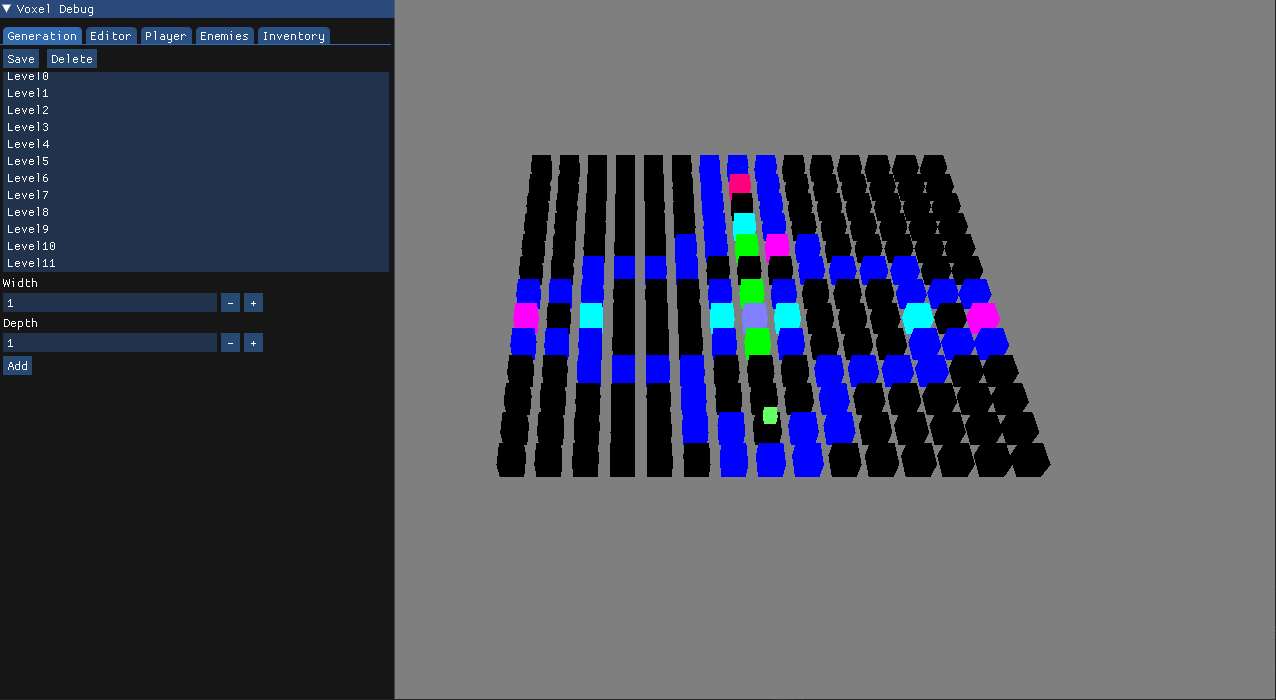 Voxel Debug
Generation Editor Player Enemies Inventory
Save Delete
Level0
Level1
Level2
Level3
Level4
Level5
Level6
Level7
Level8
Level9
Level10
Level11
Width
1 - +
Depth
1 - +
Add